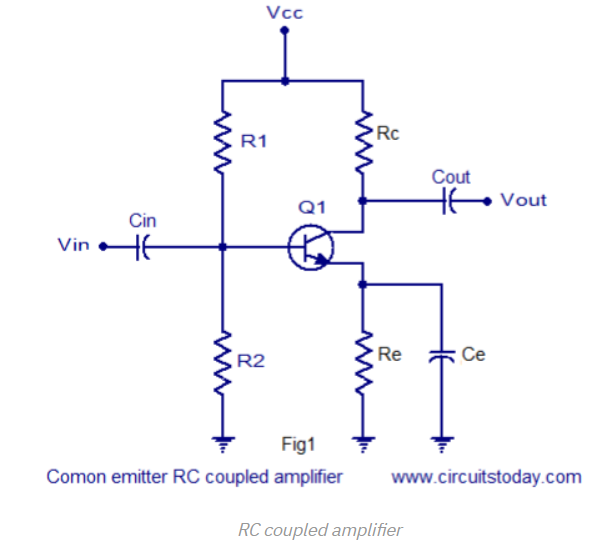 Vcc
R1
Rc
Cout
Vout
Q1
Cin
Vin
R2
Re
Ce
Fig1
Comon emitter RC coupled amplifier
www.circuitstoday.com
RC coupled amplifier